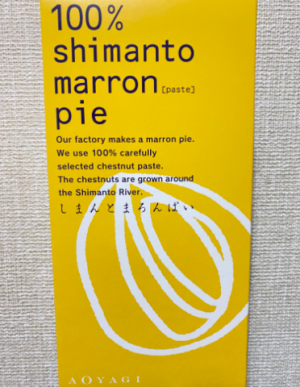 100%
shimanto
marron [paste]
pie
Our factory makes a marron pie.
We use 100% carefully
selected chestnut paste.
The chestnuts are grown around
the Shimanto River.
しまんとまろんぱい
AOYAGI